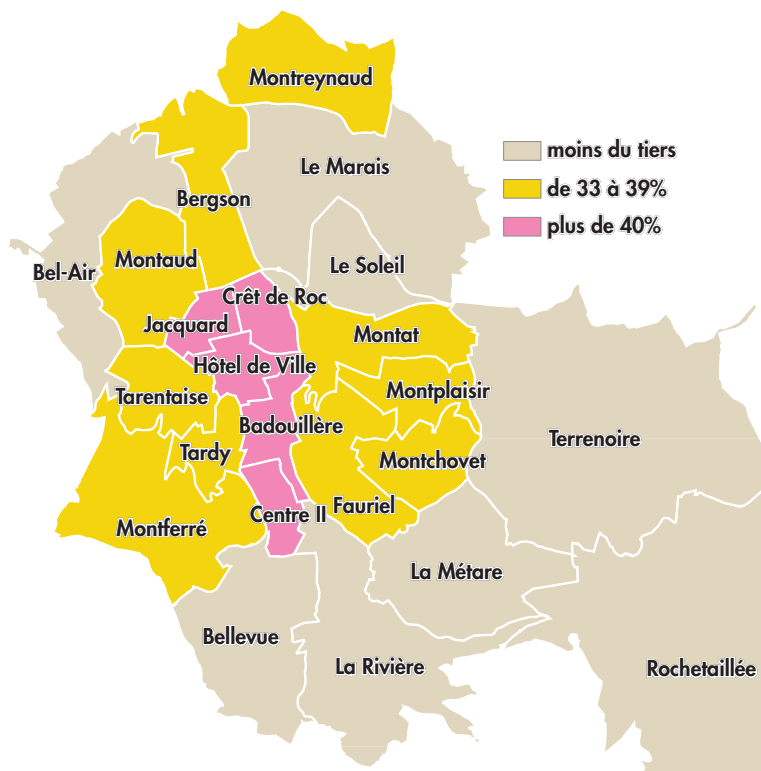 Montreynaud
moins du tiers
Le Marais
de 33 à 39%
Bergson
plus de 40%
Montaud
Le Soleil
Bel-Air
Crêt de Roc
Jacquard
Montat
Hôtel de Ville
Montplaisir
Tarentaise
Badouillère
Terrenoire
Tardy
Montchovet
Fauriel
Centre II
Montferré
La Métare
Bellevue
La Rivière
Rochetaillée